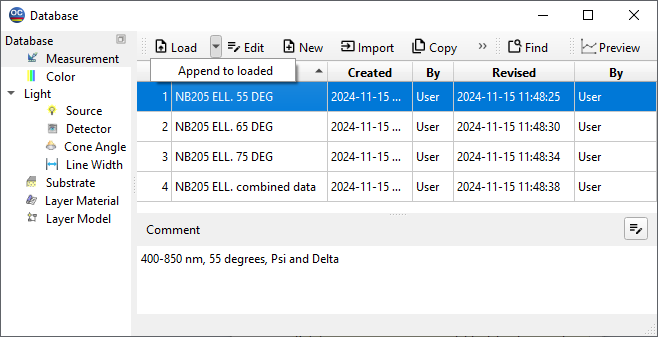 OC Database
Database
Measurement
Color
Light
Source
Detector
Cone Angle
Line Width
Substrate
Layer Material
Layer Model
Load Edit New Import Copy » Find Preview
Append to loaded
Created By Revised By
1 NB205 ELL. 55 DEG 2024-11-15 ... User 2024-11-15 11:48:25 User
2 NB205 ELL. 65 DEG 2024-11-15 ... User 2024-11-15 11:48:30 User
3 NB205 ELL. 75 DEG 2024-11-15 ... User 2024-11-15 11:48:34 User
4 NB205 ELL. combined data 2024-11-15 ... User 2024-11-15 11:48:38 User
Comment
400-850 nm, 55 degrees, Psi and Delta